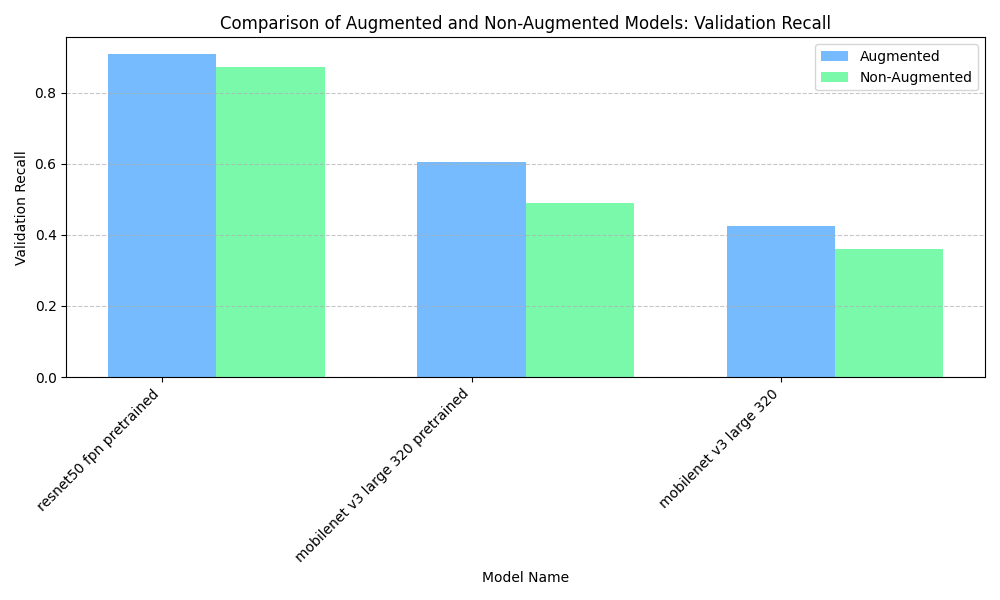 Comparison of Augmented and Non-Augmented Models: Validation Recall
Augmented
Non-Augmented
Validation Recall
0.8
0.6
0.4
0.2
0.0
resnet50 fpn pretrained
mobilenet v3 large 320 pretrained
mobilenet v3 large 320
Model Name